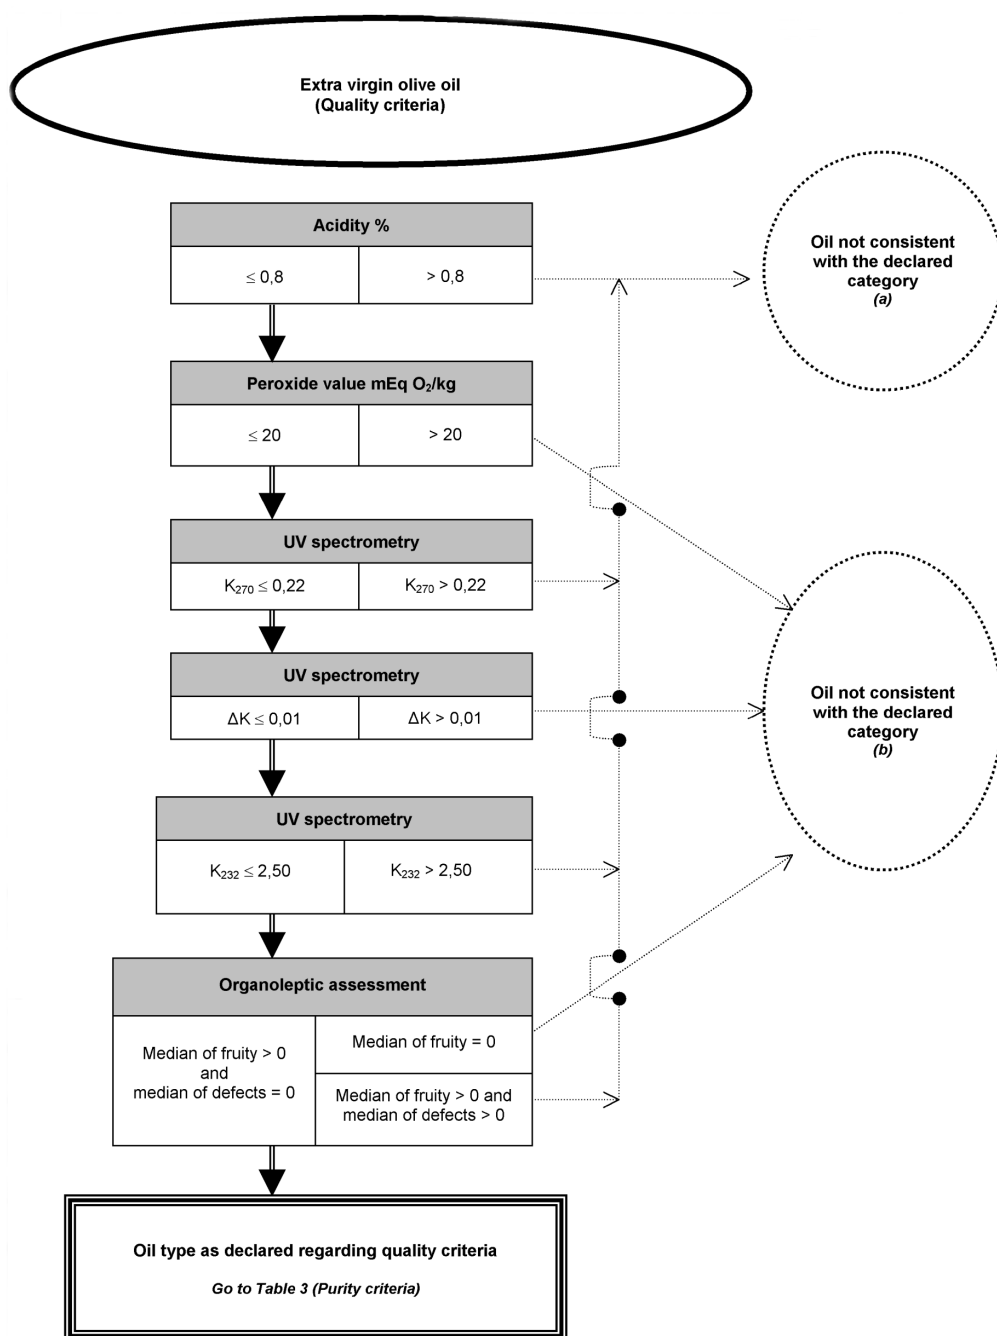 Extra virgin olive oil
(Quality criteria)
Acidity %
≤ 0,8
> 0,8
Oil not consistent
with the declared
category
(a)
Peroxide value mEq O₂/kg
≤ 20
> 20
UV spectrometry
K₂₇₀ ≤ 0,22
K₂₇₀ > 0,22
UV spectrometry
ΔK ≤ 0,01
ΔK > 0,01
Oil not consistent
with the declared
category
(b)
UV spectrometry
K₂₃₂ ≤ 2,50
K₂₃₂ > 2,50
Organoleptic assessment
Median of fruity > 0
and
median of defects = 0
Median of fruity = 0
Median of fruity > 0 and
median of defects > 0
Oil type as declared regarding quality criteria
Go to Table 3 (Purity criteria)